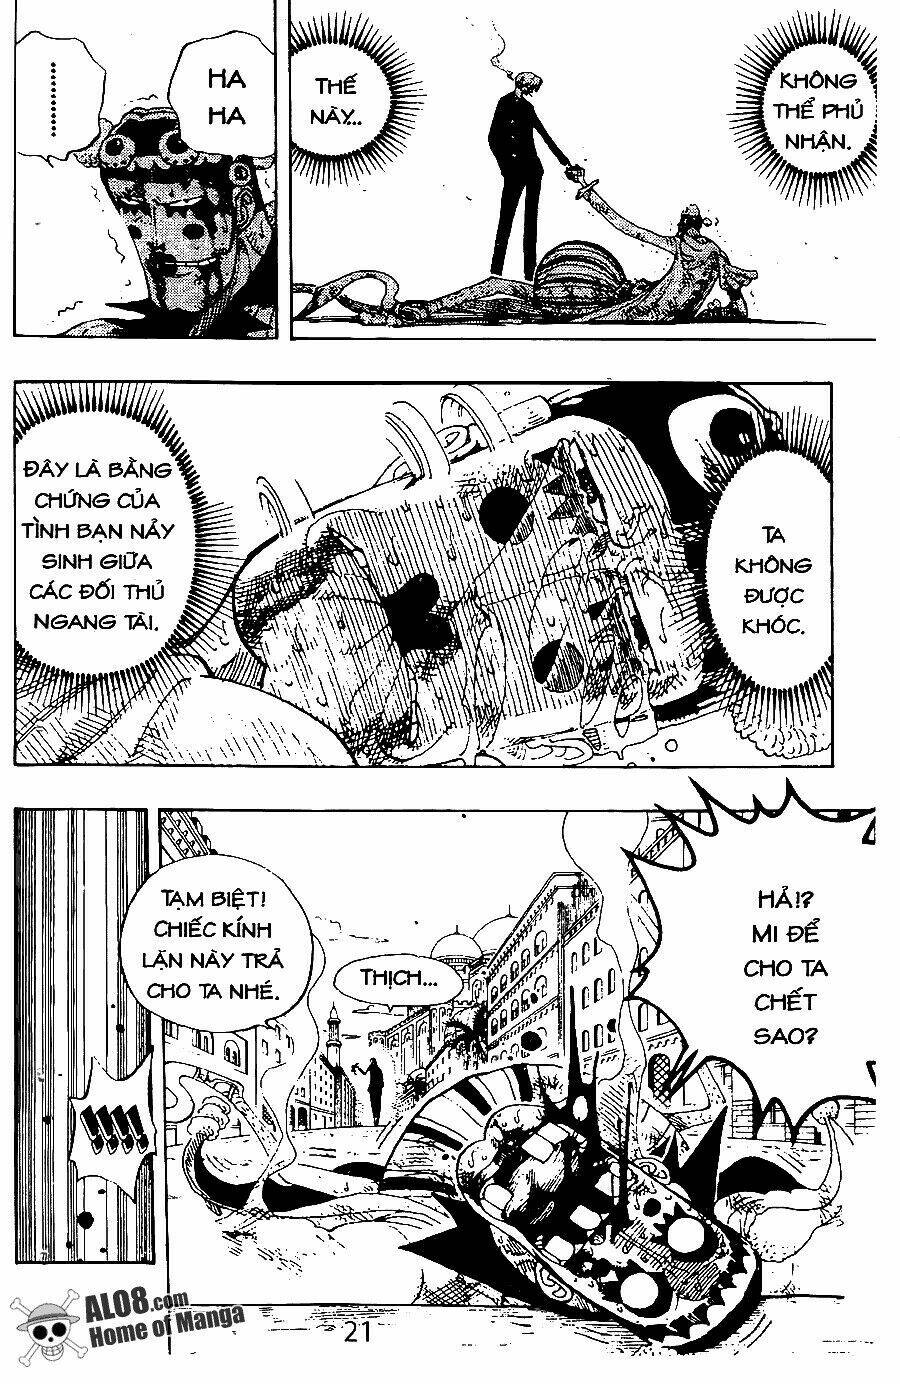 KHÔNG
THỂ PHỦ
NHẬN.
THẾ
NÀY...
HA
HA
..........
TA
KHÔNG
ĐƯỢC
KHÓC.
ĐÂY LÀ BẰNG
CHỨNG CỦA
TÌNH BẠN NẢY
SINH GIỮA
CÁC ĐỐI THỦ
NGANG TÀI.
HẢ!?
MI ĐỂ
CHO TA
CHẾT
SAO?
THỊCH...
TẠM BIỆT!
CHIẾC KÍNH
LẶN NÀY TRẢ
CHO TA NHÉ.
!!!!
AL08.com
Home of Manga
21